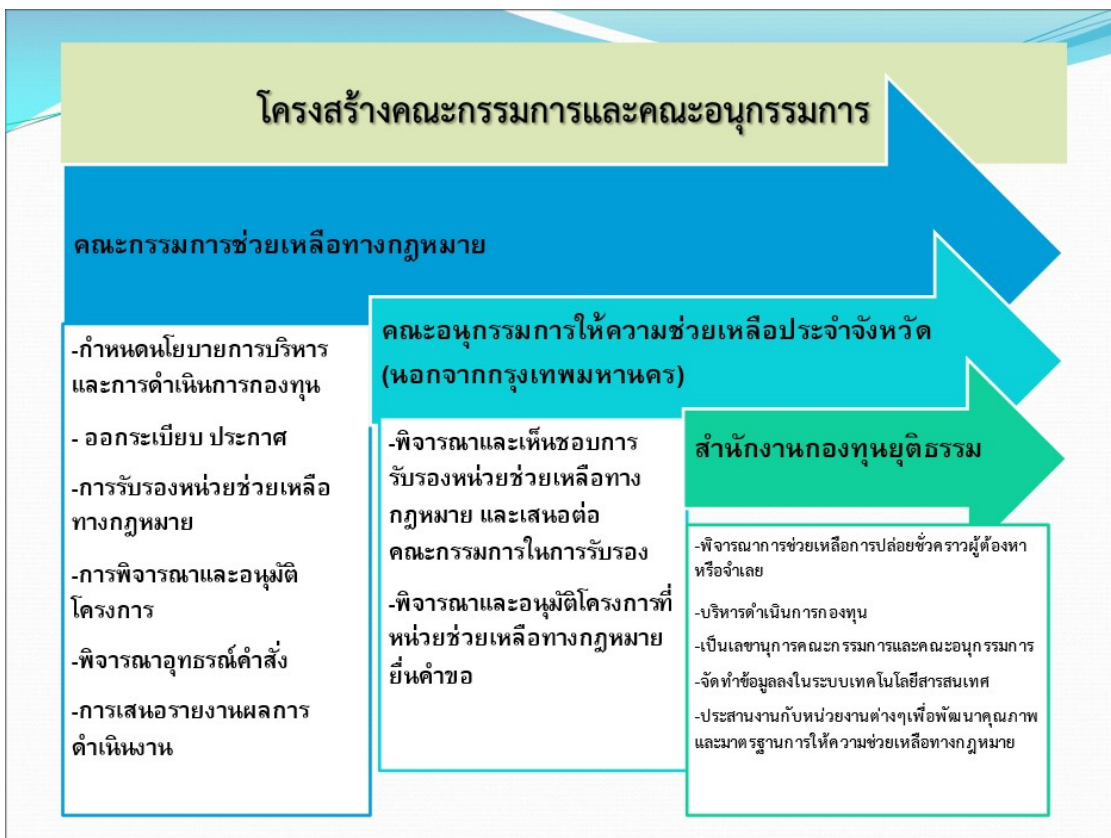 โครงสร้างคณะกรรมการและคณะอนุกรรมการ
คณะกรรมการช่วยเหลือทางกฎหมาย
-กำหนดนโยบายการบริหาร
และการดำเนินการกองทุน
- ออกระเบียบ ประกาศ
-การรับรองหน่วยช่วยเหลือ
ทางกฎหมาย
-การพิจารณาและอนุมัติ
โครงการ
-พิจารณาอุทธรณ์คำสั่ง
-การเสนอรายงานผลการ
ดำเนินงาน
คณะอนุกรรมการให้ความช่วยเหลือประจำจังหวัด
(นอกจากกรุงเทพมหานคร)
-พิจารณาและเห็นชอบการ
รับรองหน่วยช่วยเหลือทาง
กฎหมาย และเสนอต่อ
คณะกรรมการในการรับรอง
-พิจารณาและอนุมัติโครงการที่
หน่วยช่วยเหลือทางกฎหมาย
ยื่นคำขอ
สำนักงานกองทุนยุติธรรม
-พิจารณาการช่วยเหลือการปล่อยชั่วคราวผู้ต้องหา
หรือจำเลย
-บริหารดำเนินการกองทุน
-เป็นเลขานุการคณะกรรมการและคณะอนุกรรมการ
-จัดทำข้อมูลลงในระบบเทคโนโลยีสารสนเทศ
-ประสานงานกับหน่วยงานต่างๆเพื่อพัฒนาคุณภาพ
และมาตรฐานการให้ความช่วยเหลือทางกฎหมาย